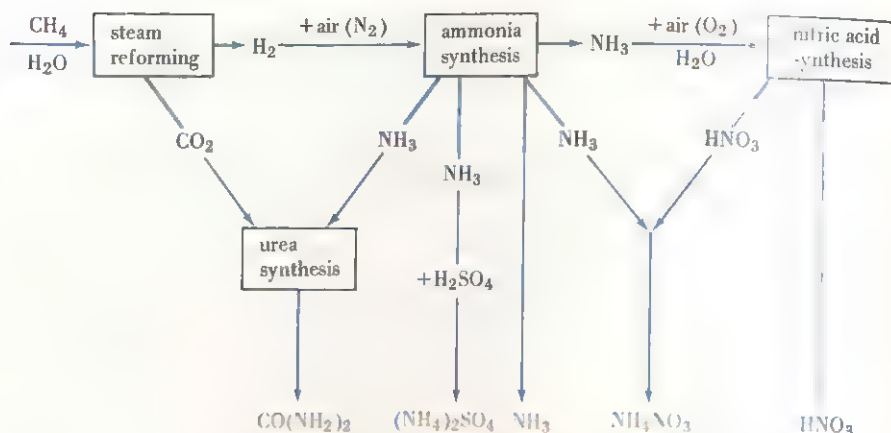 CH₄
H₂O
steam
reforming
H₂
+air (N₂)
ammonia
synthesis
NH₃
+air (O₂)
H₂O
nitric acid
-ynthesis
CO₂
NH₃
NH₃
NH₃
HNO₃
urea
synthesis
+H₂SO₄
CO(NH₂)₂
(NH₄)₂SO₄
NH₃
NH₄NO₃
HNO₃